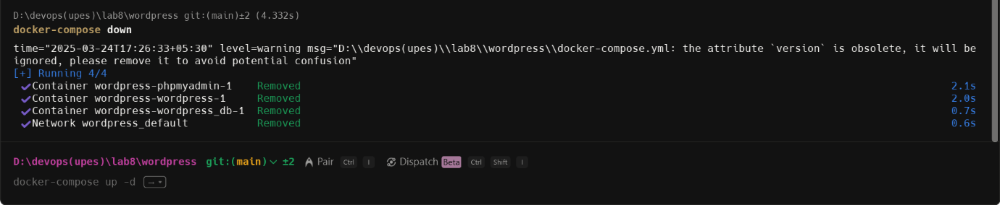 D:\devops(upes)\lab8\wordpress git:(main)±2 (4.332s)
docker-compose down
time="2025-03-24T17:26:33+05:30" level=warning msg="D:\\devops(upes)\\lab8\\wordpress\\docker-compose.yml: the attribute `version` is obsolete, it will be
ignored, please remove it to avoid potential confusion"
[+] Running 4/4
✔Container wordpress-phpmyadmin-1 Removed 2.1s
✔Container wordpress-wordpress-1 Removed 2.0s
✔Container wordpress-wordpress_db-1 Removed 0.7s
✔Network wordpress_default Removed 0.6s
D:\devops(upes)\lab8\wordpress git:(main) ±2 Pair Ctrl I Dispatch Beta Ctrl Shift I
docker-compose up -d →